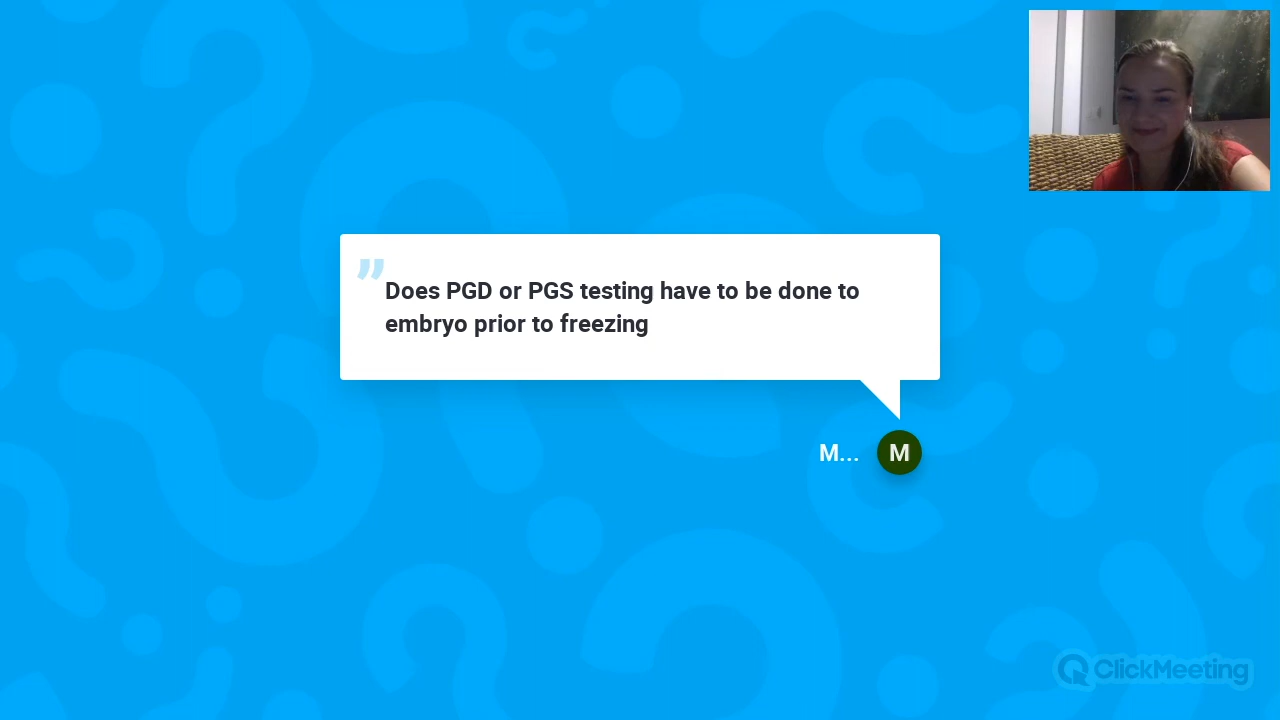 ”
Does PGD or PGS testing have to be done to
embryo prior to freezing
M...
M
ClickMeeting